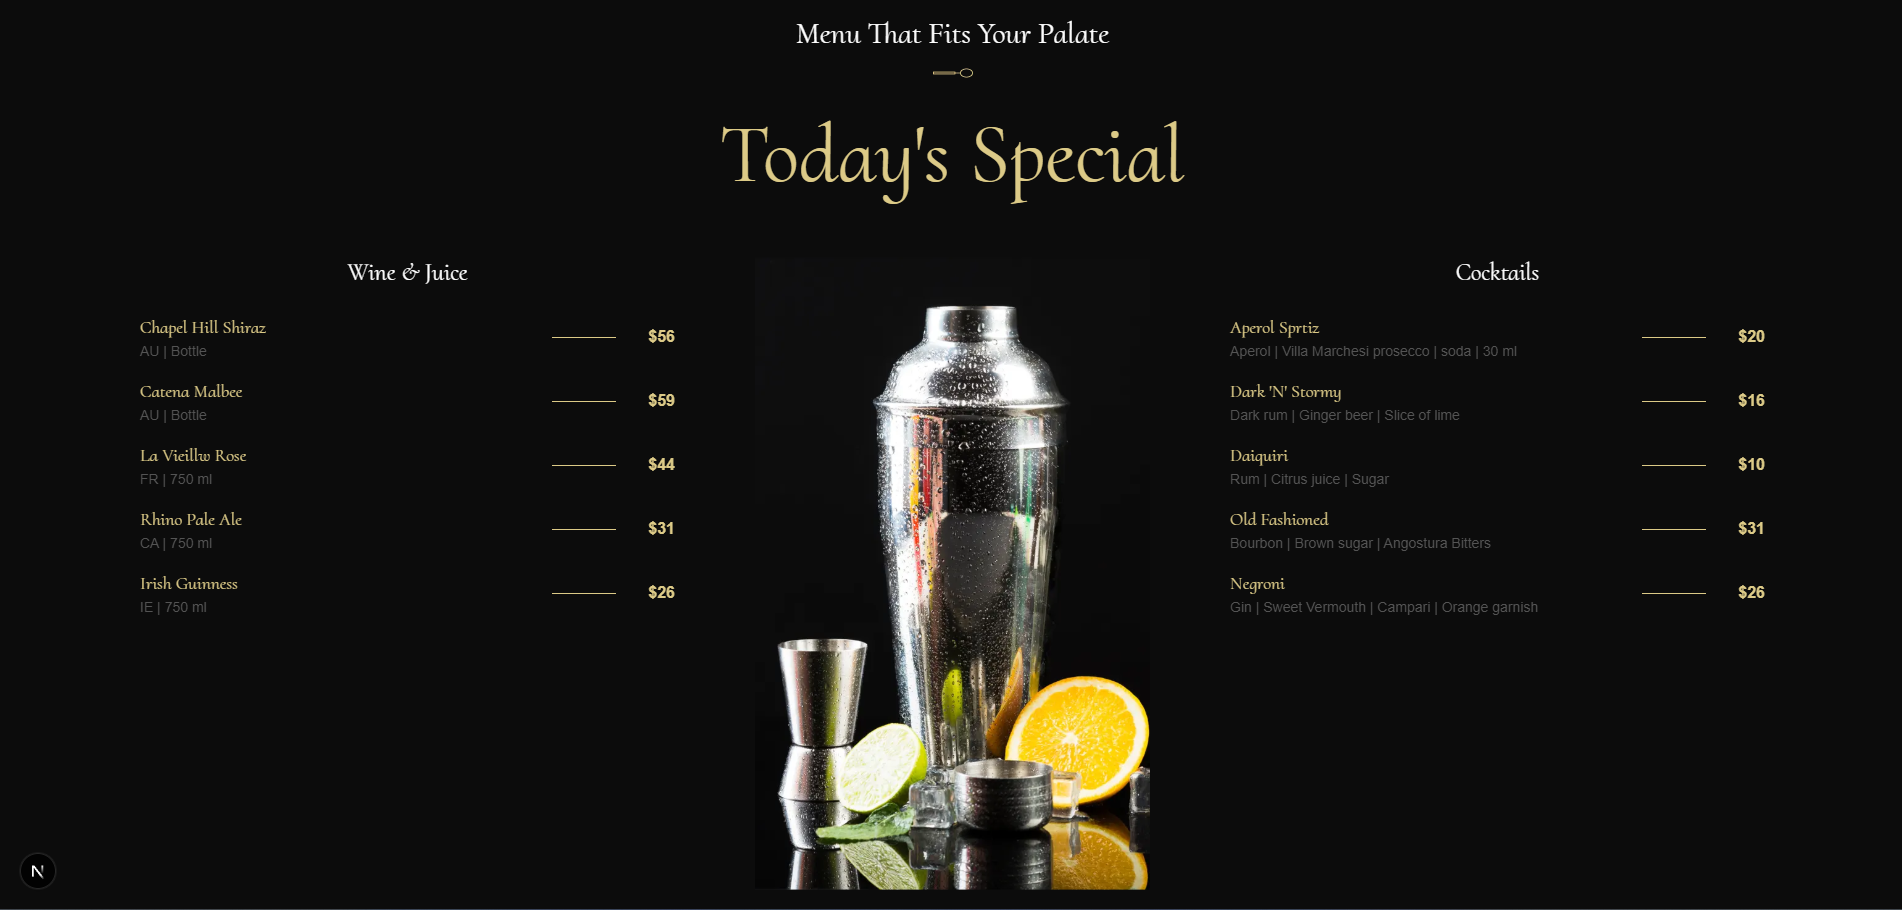 Menu That Fits Your Palate
Today's Special
Wine & Juice
Chapel Hill Shiraz
AU | Bottle
$56
Catena Malbee
AU | Bottle
$59
La Vieillw Rose
FR | 750 ml
$44
Rhino Pale Ale
CA | 750 ml
$31
Irish Guinness
IE | 750 ml
$26
Cocktails
Aperol Sprtiz
Aperol | Villa Marchesi prosecco | soda | 30 ml
$20
Dark 'N' Stormy
Dark rum | Ginger beer | Slice of lime
$16
Daiquiri
Rum | Citrus juice | Sugar
$10
Old Fashioned
Bourbon | Brown sugar | Angostura Bitters
$31
Negroni
Gin | Sweet Vermouth | Campari | Orange garnish
$26
N